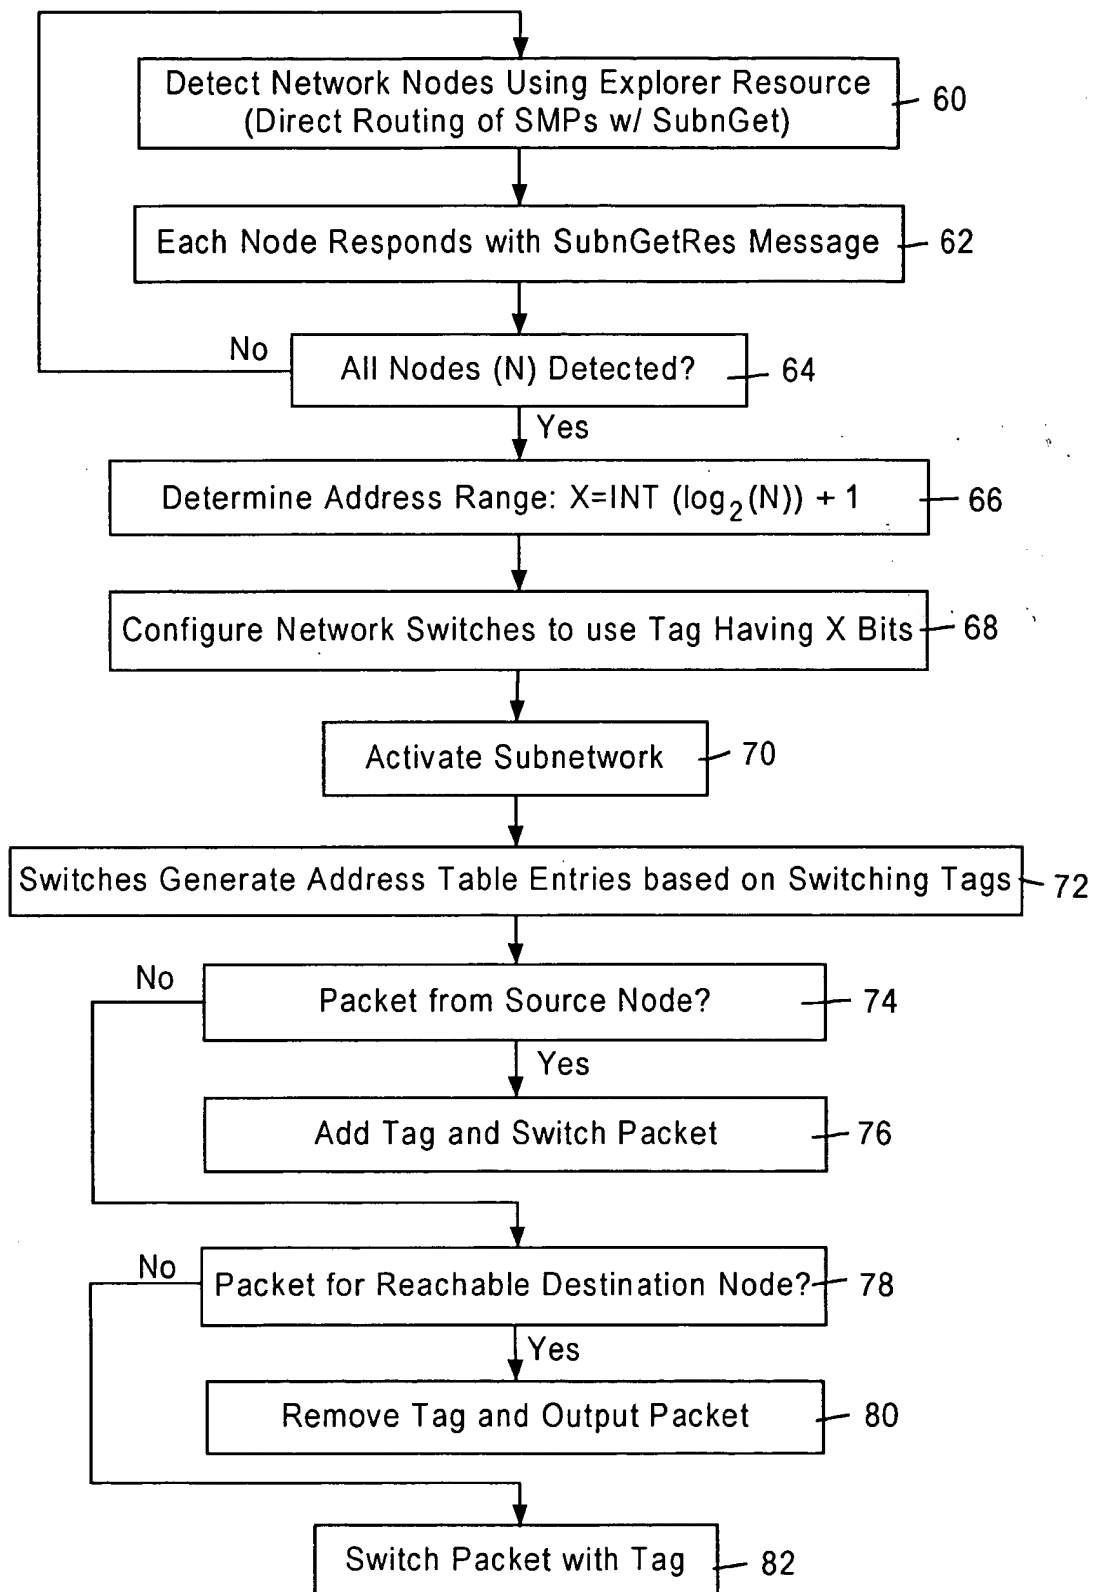 Detect Network Nodes Using Explorer Resource
(Direct Routing of SMPs w/ SubnGet)
60
Each Node Responds with SubnGetRes Message
62
No
All Nodes (N) Detected?
64
Yes
Determine Address Range: X=INT (log₂(N)) + 1
66
Configure Network Switches to use Tag Having X Bits
68
Activate Subnetwork
70
Switches Generate Address Table Entries based on Switching Tags
72
No
Packet from Source Node?
74
Yes
Add Tag and Switch Packet
76
No
Packet for Reachable Destination Node?
78
Yes
Remove Tag and Output Packet
80
Switch Packet with Tag
82